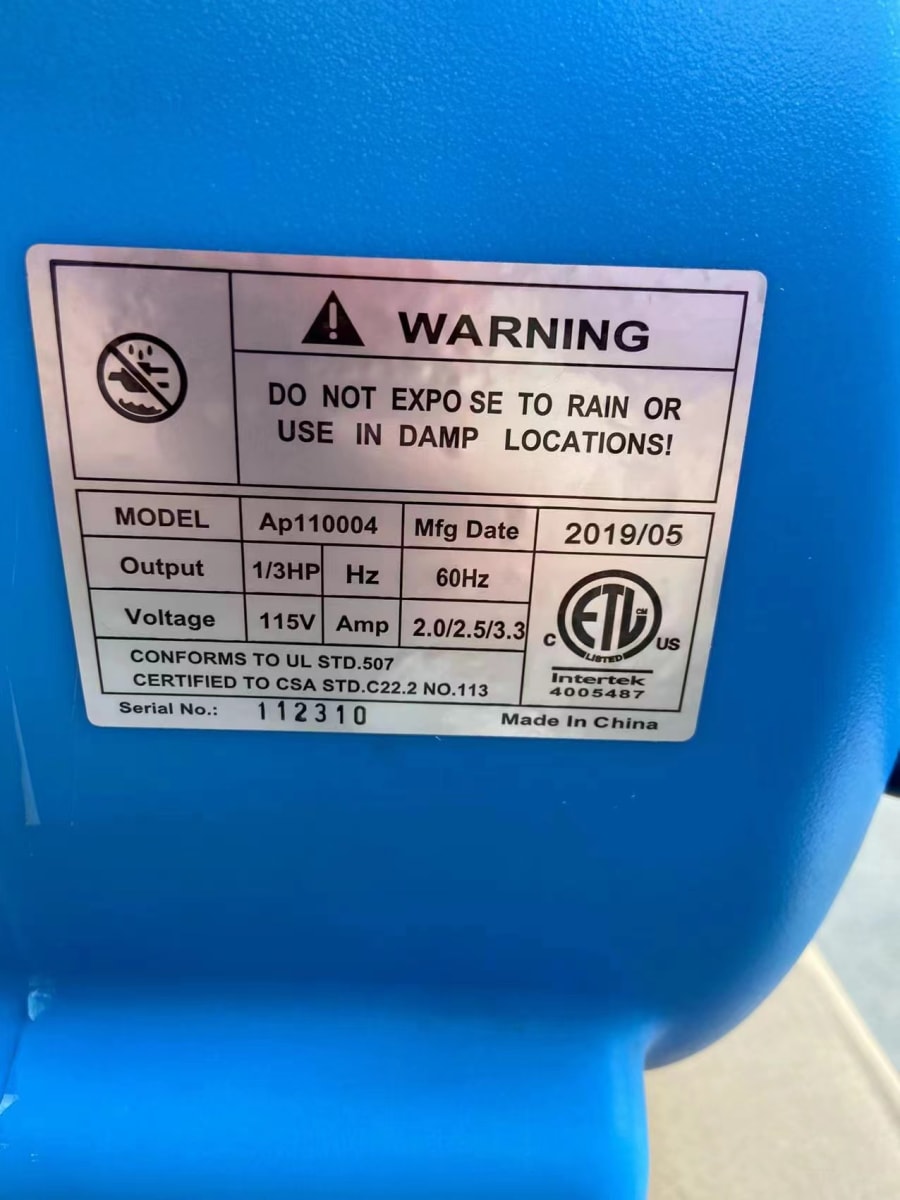 WARNING
DO NOT EXPOSE TO RAIN OR
USE IN DAMP LOCATIONS!
MODEL Ap110004 Mfg Date 2019/05
Output 1/3HP Hz 60Hz
Voltage 115V Amp 2.0/2.5/3.3
CONFORMS TO UL STD.507
CERTIFIED TO CSA STD.C22.2 NO.113
ETL CM
C US
LISTED
Intertek
4005487
Serial No.: 112310 Made In China